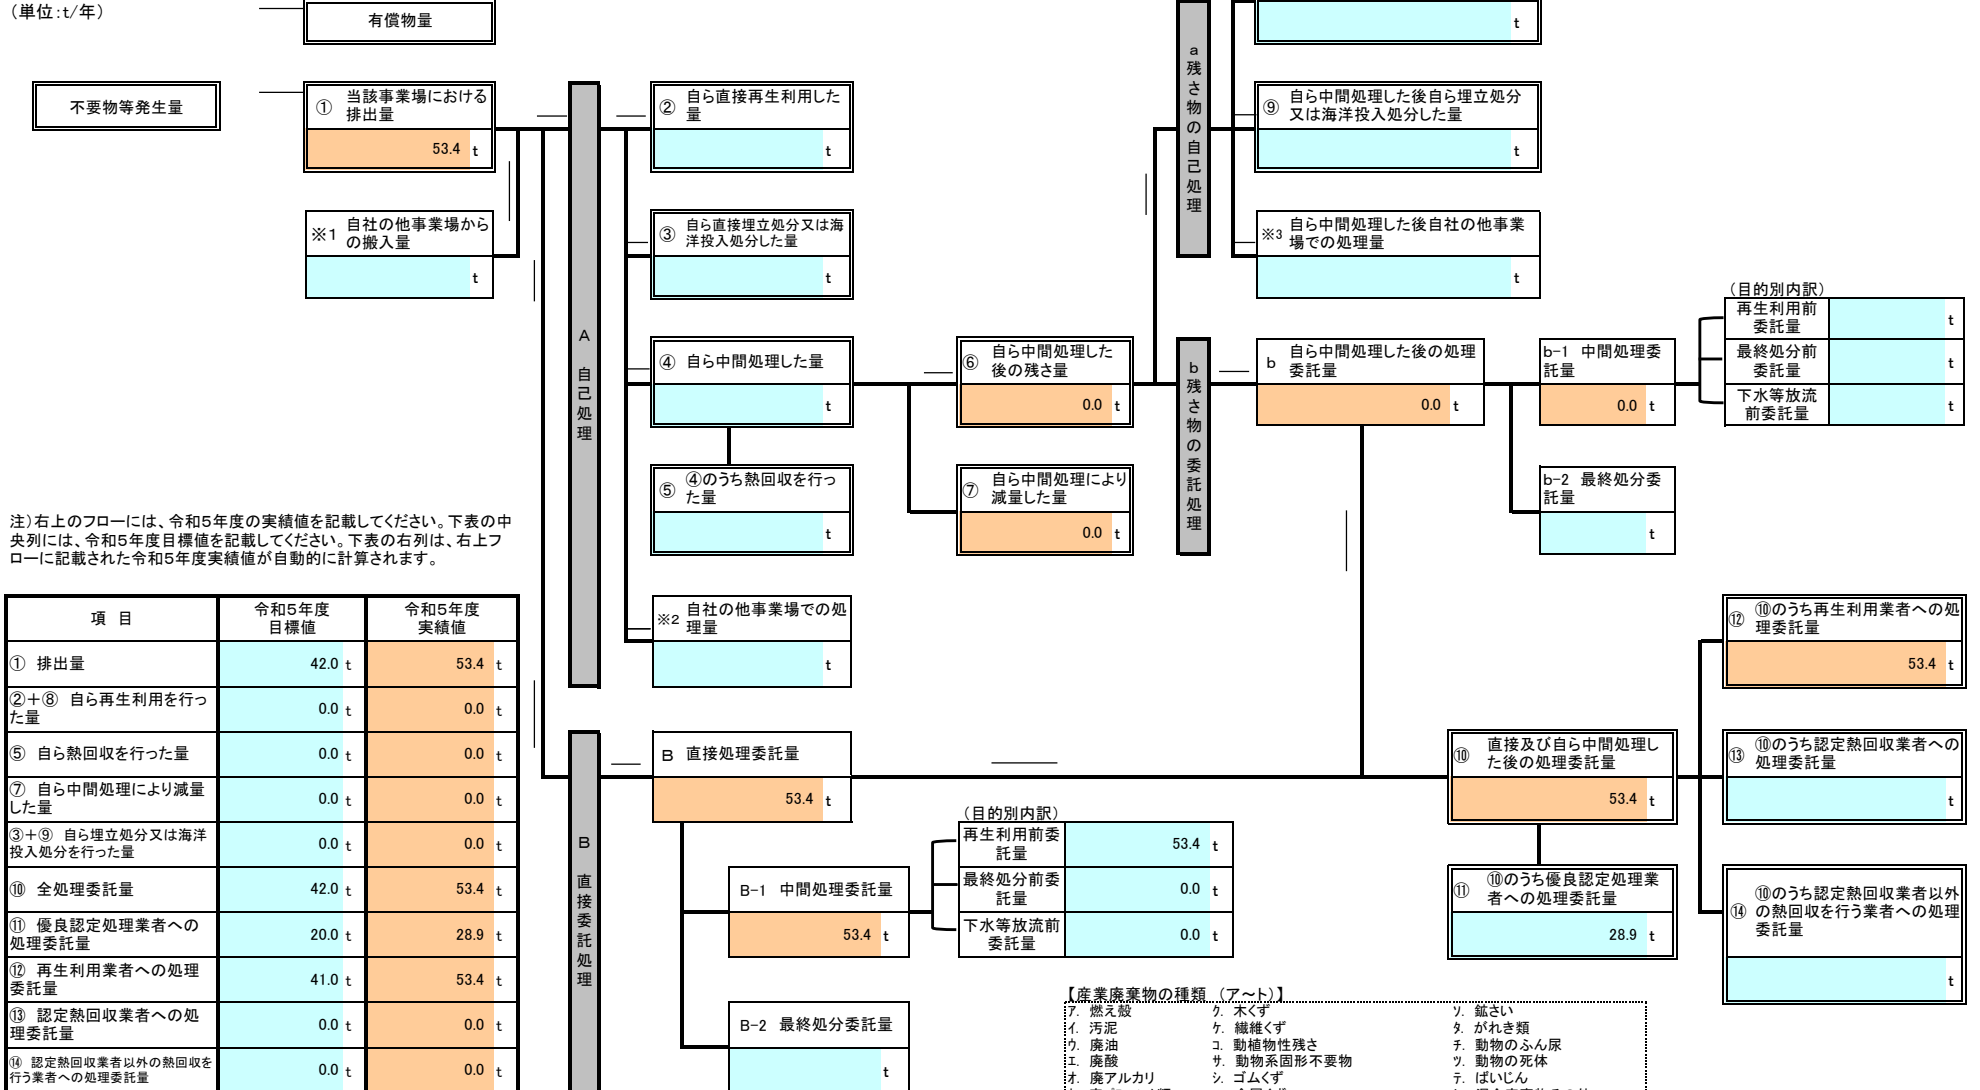 （単位：t/年）
有償物量
t
不要物等発生量
① 当該事業場における
排出量
53.4 t
※1 自社の他事業場から
の搬入量
t
A 自己処理
② 自ら直接再生利用した
量
t
③ 自ら直接埋立処分又は海
洋投入処分した量
t
④ 自ら中間処理した量
t
⑤ ④のうち熱回収を行っ
た量
t
※2 自社の他事業場での処
理量
t
⑥ 自ら中間処理した
後の残さ量
0.0 t
⑦ 自ら中間処理により
減量した量
0.0 t
a 残さ物の自己処理
⑨ 自ら中間処理した後自ら埋立処分
又は海洋投入処分した量
t
※3 自ら中間処理した後自社の他事業
場での処理量
t
b 残さ物の委託処理
b 自ら中間処理した後の処理
委託量
0.0 t
b-1 中間処理委
託量
0.0 t
b-2 最終処分委
託量
t
（目的別内訳）
再生利用前
委託量
t
最終処分前
委託量
t
下水等放流
前委託量
t
注）右上のフローには、令和５年度の実績値を記載してください。下表の中
央列には、令和５年度目標値を記載してください。下表の右列は、右上フ
ローに記載された令和５年度実績値が自動的に計算されます。
項 目 令和５年度
目標値 令和５年度
実績値
① 排出量 42.0 t 53.4 t
②＋⑧ 自ら再生利用を行っ
た量 0.0 t 0.0 t
⑤ 自ら熱回収を行った量 0.0 t 0.0 t
⑦ 自ら中間処理により減量
した量 0.0 t 0.0 t
③＋⑨ 自ら埋立処分又は海洋
投入処分を行った量 0.0 t 0.0 t
⑩ 全処理委託量 42.0 t 53.4 t
⑪ 優良認定処理業者への
処理委託量 20.0 t 28.9 t
⑫ 再生利用業者への処理
委託量 41.0 t 53.4 t
⑬ 認定熱回収業者への処
理委託量 0.0 t 0.0 t
⑭ 認定熱回収業者以外の熱回収を
行う業者への処理委託量 0.0 t 0.0 t
B 直接委託処理
B 直接処理委託量
53.4 t
B-1 中間処理委託量
53.4 t
B-2 最終処分委託量
t
（目的別内訳）
再生利用前委
託量
53.4 t
最終処分前委
託量
0.0 t
下水等放流前
委託量
0.0 t
⑩ 直接及び自ら中間処理し
た後の処理委託量
53.4 t
⑪ ⑩のうち優良認定処理業
者への処理委託量
28.9 t
⑫ ⑩のうち再生利用業者への処
理委託量
53.4 t
⑬ ⑩のうち認定熱回収業者への
処理委託量
t
⑭ ⑩のうち認定熱回収業者以外
の熱回収を行う業者への処理
委託量
t
【産業廃棄物の種類 （ア～ト）】
ア. 燃え殻 ク. 木くず ソ. 鉱さい
イ. 汚泥 ケ. 繊維くず タ. がれき類
ウ. 廃油 コ. 動植物性残さ チ. 動物のふん尿
エ. 廃酸 サ. 動物系固形不要物 ツ. 動物の死体
オ. 廃アルカリ シ. ゴムくず テ. ばいじん